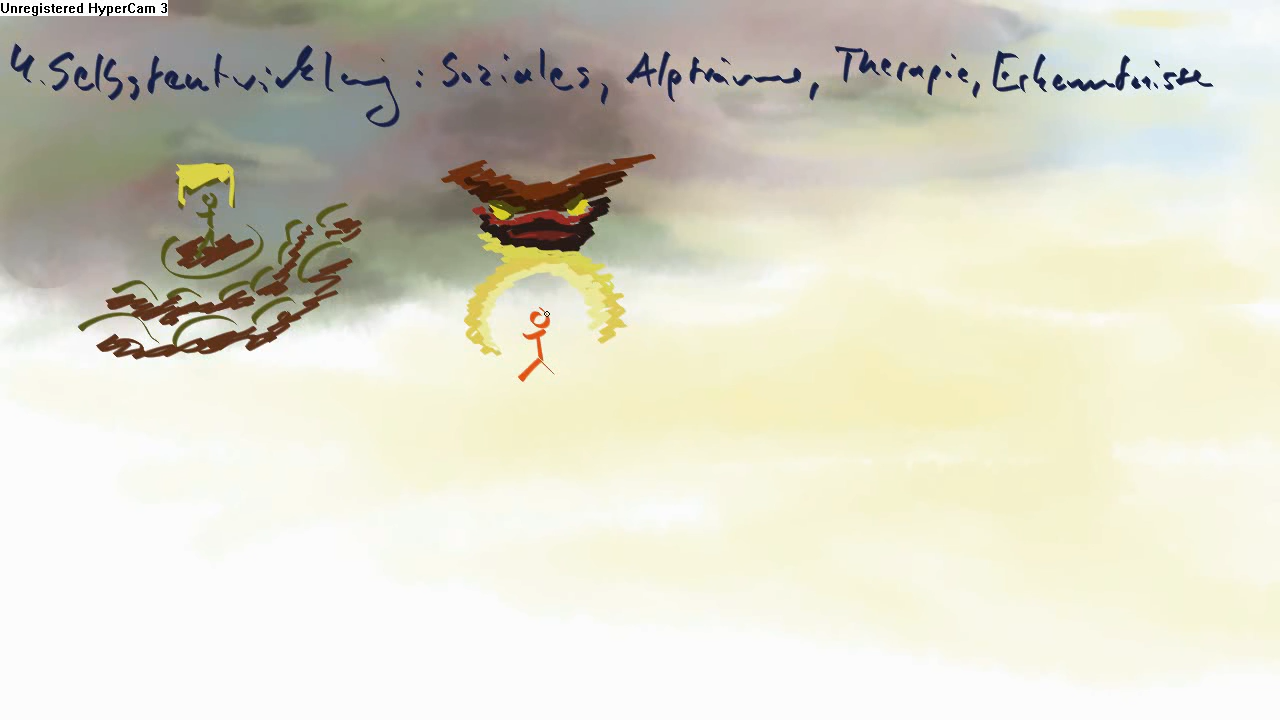 Unregistered HyperCam 3
4. Selbstentwicklung: Soziales, Alpträume, Therapie, Erkenntnisse